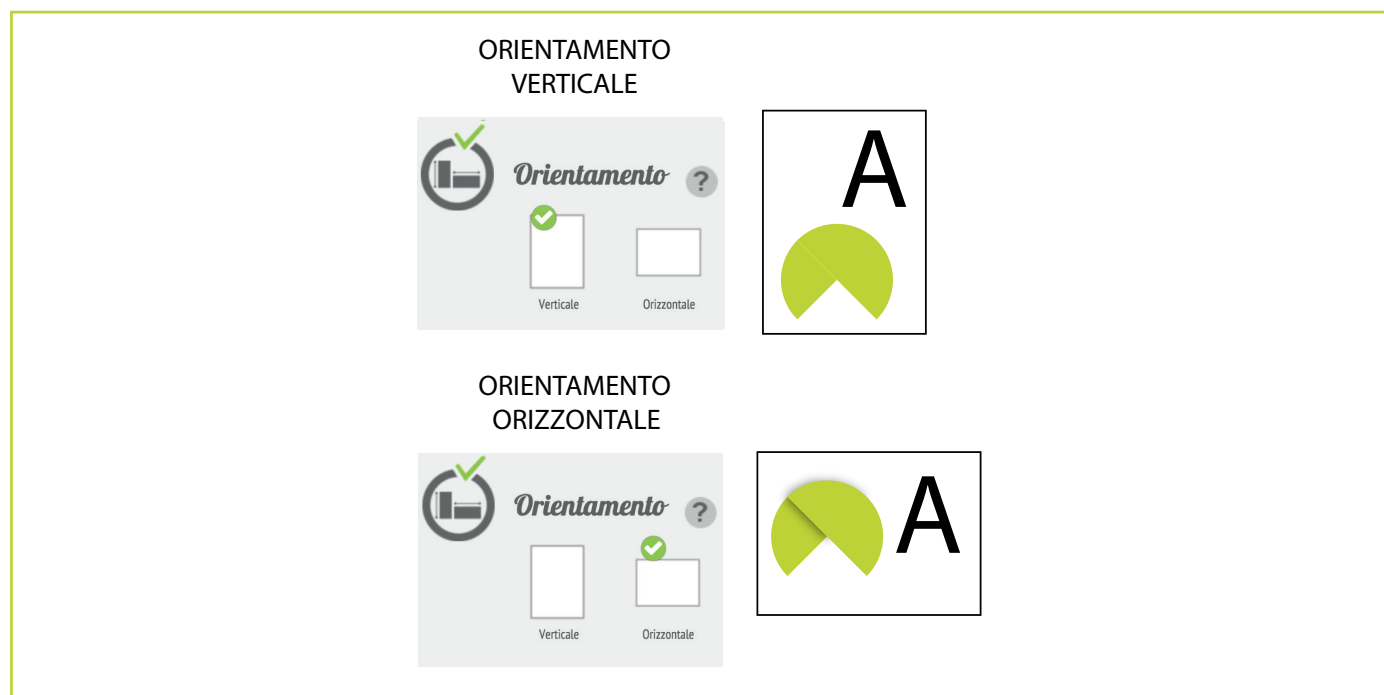 ORIENTAMENTO
VERTICALE
Orientamento ?
Verticale Orizzontale
A
ORIENTAMENTO
ORIZZONTALE
Orientamento ?
Verticale Orizzontale
A